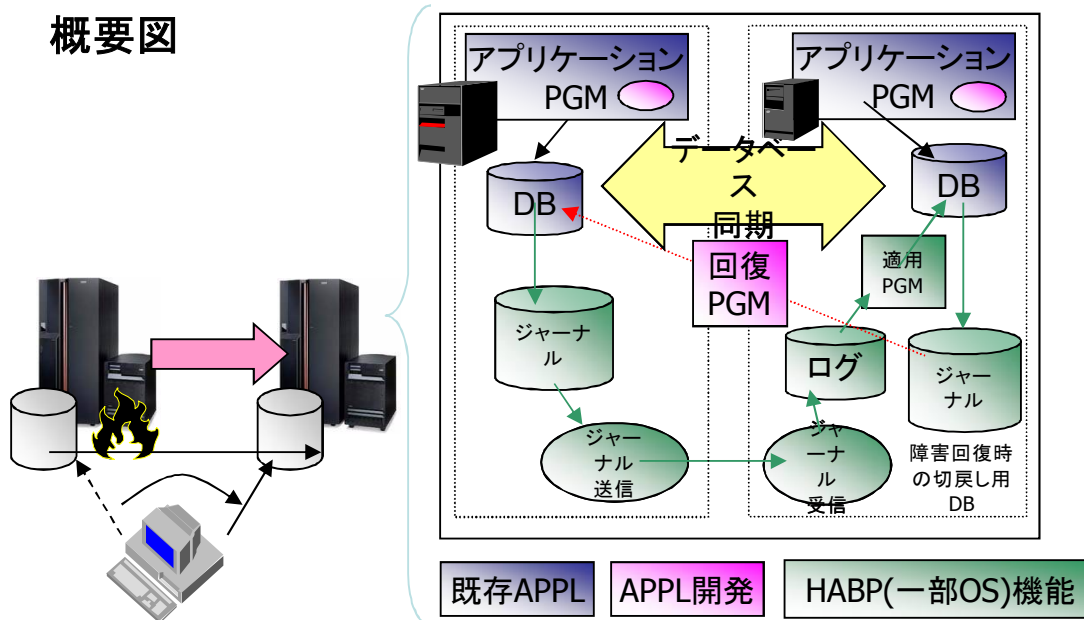 概要図
アプリケーション
PGM
アプリケーション
PGM
データベー
ス
同期
DB
DB
回復
PGM
適用
PGM
ジャーナ
ル
ログ
ジャー
ナル
ジャー
ナル
送信
ジャ
ーナル
受信
障害回復時
の切戻し用
DB
既存APPL
APPL開発
HABP(一部OS)機能